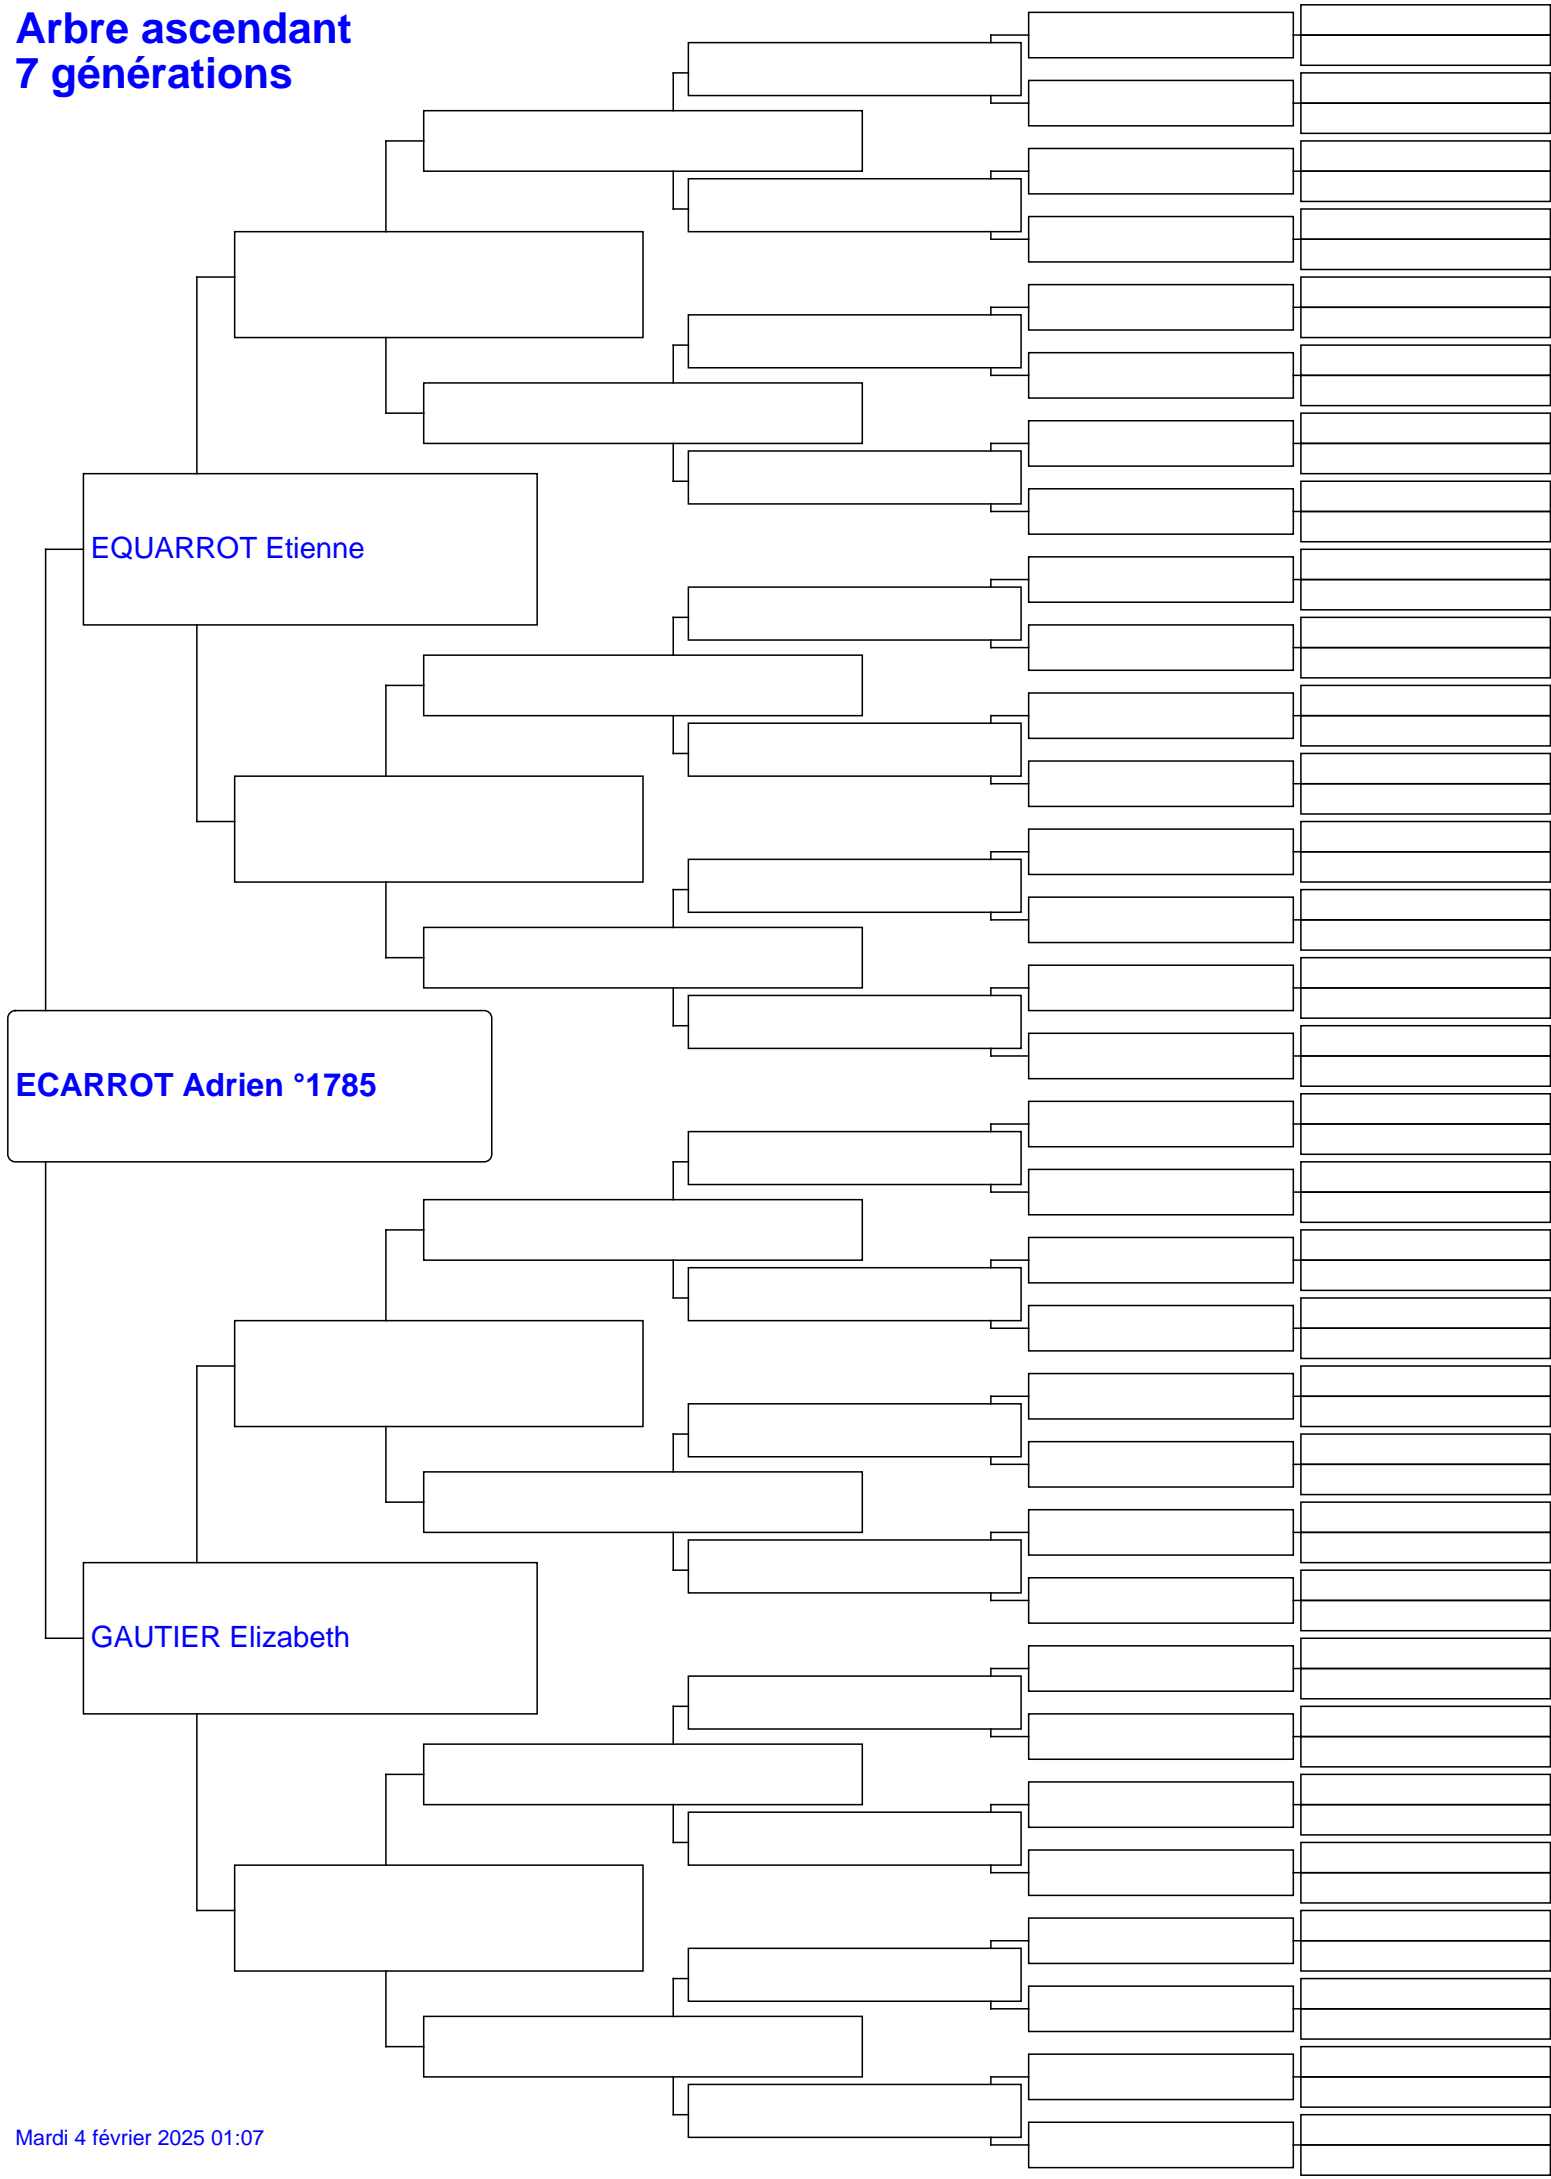 Arbre ascendant
7 générations
EQUARROT Etienne
ECARROT Adrien °1785
GAUTIER Elizabeth
Mardi 4 février 2025 01:07